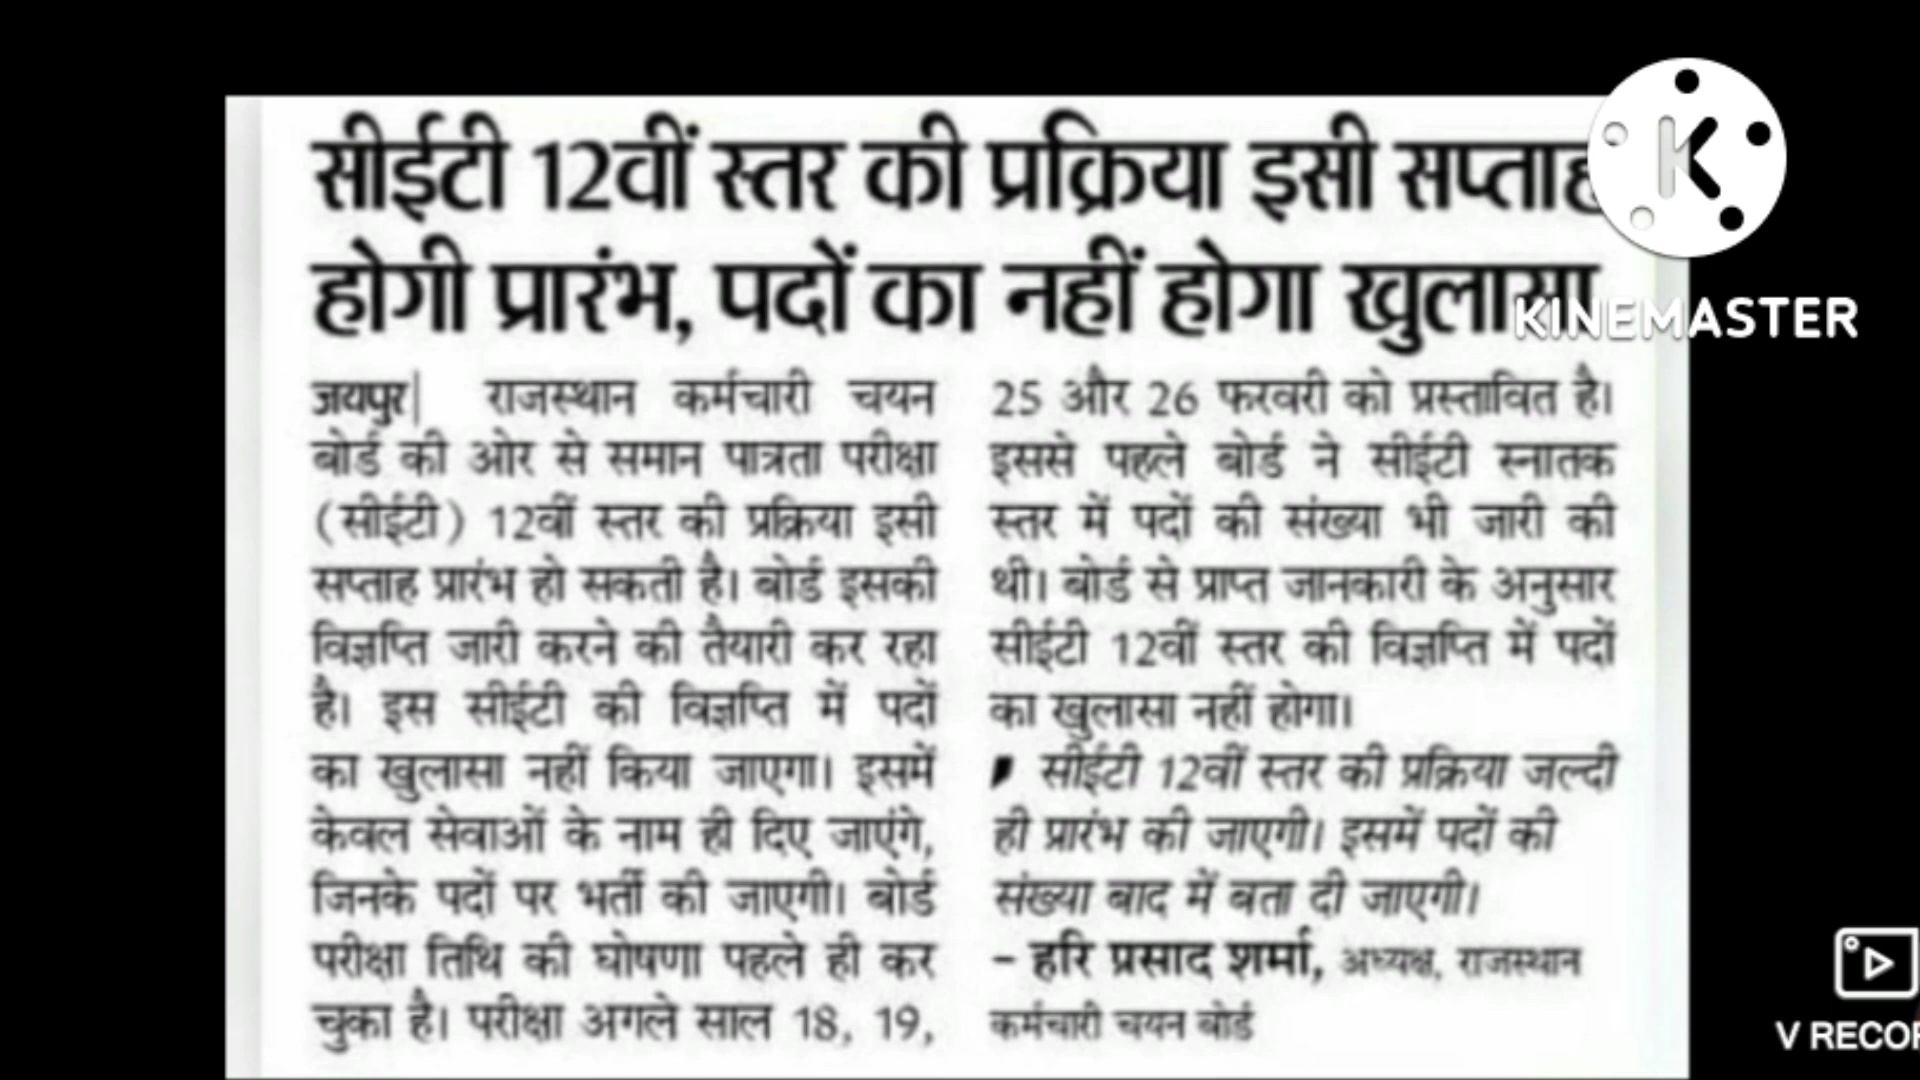 सीईटी 12वीं स्तर की प्रक्रिया इसी सप्ताह
होगी प्रारंभ, पदों का नहीं होगा खुलासा
जयपुर| राजस्थान कर्मचारी चयन
बोर्ड की ओर से समान पात्रता परीक्षा
(सीईटी) 12वीं स्तर की प्रक्रिया इसी
सप्ताह प्रारंभ हो सकती है। बोर्ड इसकी
विज्ञप्ति जारी करने की तैयारी कर रहा
है। इस सीईटी की विज्ञप्ति में पदों
का खुलासा नहीं किया जाएगा। इसमें
केवल सेवाओं के नाम ही दिए जाएंगे,
जिनके पदों पर भर्ती की जाएगी। बोर्ड
परीक्षा तिथि की घोषणा पहले ही कर
चुका है। परीक्षा अगले साल 18, 19,
25 और 26 फरवरी को प्रस्तावित है।
इससे पहले बोर्ड ने सीईटी स्नातक
स्तर में पदों की संख्या भी जारी की
थी। बोर्ड से प्राप्त जानकारी के अनुसार
सीईटी 12वीं स्तर की विज्ञप्ति में पदों
का खुलासा नहीं होगा।
सीईटी 12वीं स्तर की प्रक्रिया जल्दी
ही प्रारंभ की जाएगी। इसमें पदों की
संख्या बाद में बता दी जाएगी।
- हरि प्रसाद शर्मा, अध्यक्ष, राजस्थान
कर्मचारी चयन बोर्ड
K
KINEMASTER
V RECOR